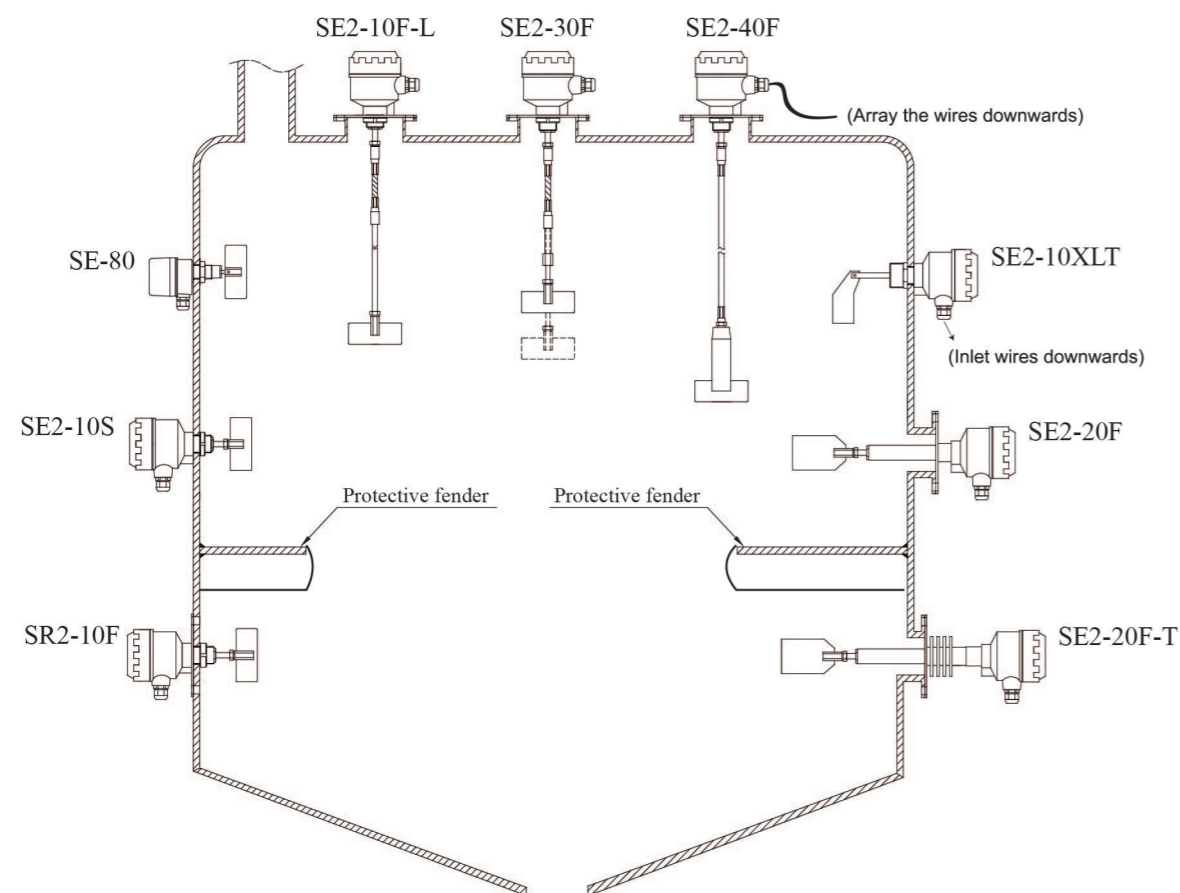 SE2-10F-L
SE2-30F
SE2-40F
(Array the wires downwards)
SE-80
SE2-10XLT
(Inlet wires downwards)
SE2-10S
SE2-20F
Protective fender
Protective fender
SR2-10F
SE2-20F-T